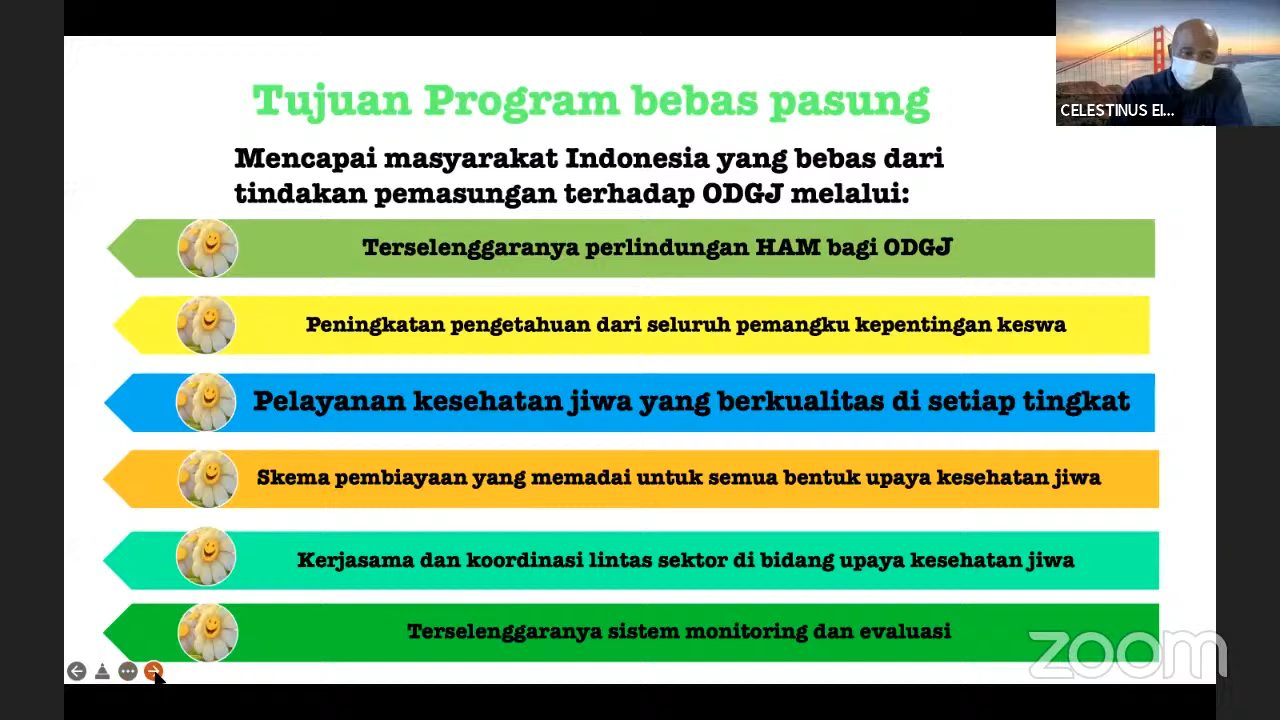 Tujuan Program bebas pasung
CELESTINUS EI...
Mencapai masyarakat Indonesia yang bebas dari
tindakan pemasungan terhadap ODGJ melalui:
Terselenggaranya perlindungan HAM bagi ODGJ
Peningkatan pengetahuan dari seluruh pemangku kepentingan keswa
Pelayanan kesehatan jiwa yang berkualitas di setiap tingkat
Skema pembiayaan yang memadai untuk semua bentuk upaya kesehatan jiwa
Kerjasama dan koordinasi lintas sektor di bidang upaya kesehatan jiwa
Terselenggaranya sistem monitoring dan evaluasi
zoom